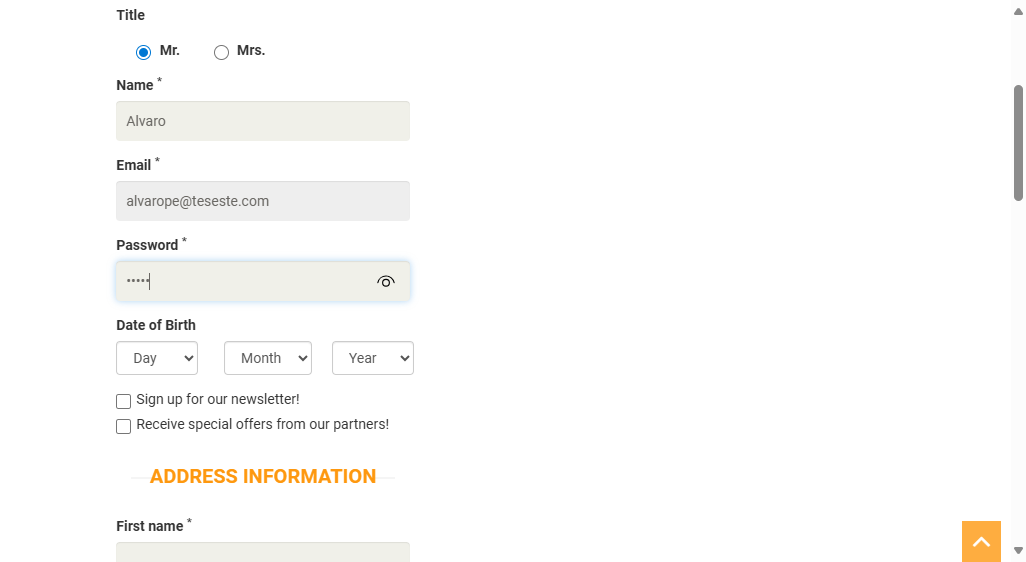 Title
Mr. Mrs.
Name *
Alvaro
Email *
alvarope@teseste.com
Password *
•••••
Date of Birth
Day Month Year
Sign up for our newsletter!
Receive special offers from our partners!
ADDRESS INFORMATION
First name *